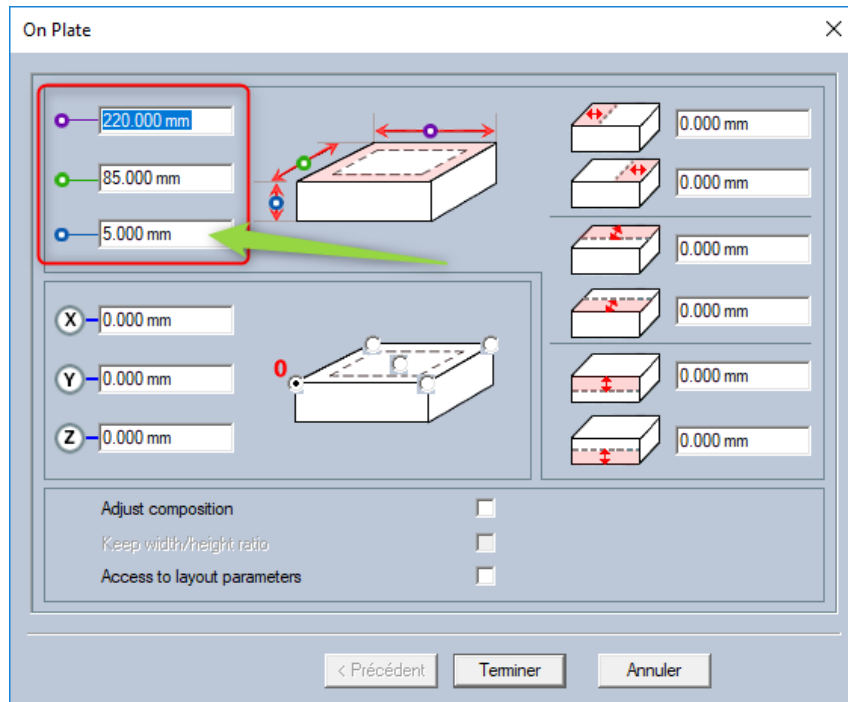 On Plate
220.000 mm
85.000 mm
5.000 mm
0.000 mm
0.000 mm
0.000 mm
0.000 mm
0.000 mm
0.000 mm
X 0.000 mm
Y 0.000 mm
Z 0.000 mm
0
Adjust composition
Keep width/height ratio
Access to layout parameters
< Précédent Terminer Annuler